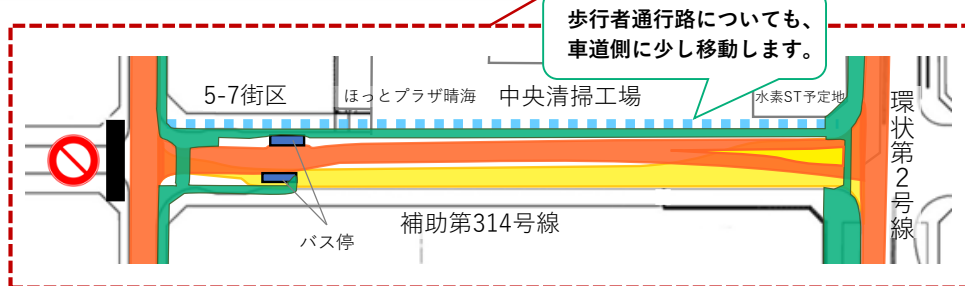 歩行者通行路についても、
車道側に少し移動します。
5-7街区
ほっとプラザ晴海
中央清掃工場
水素ST予定地
環状第2号線
補助第314号線
バス停